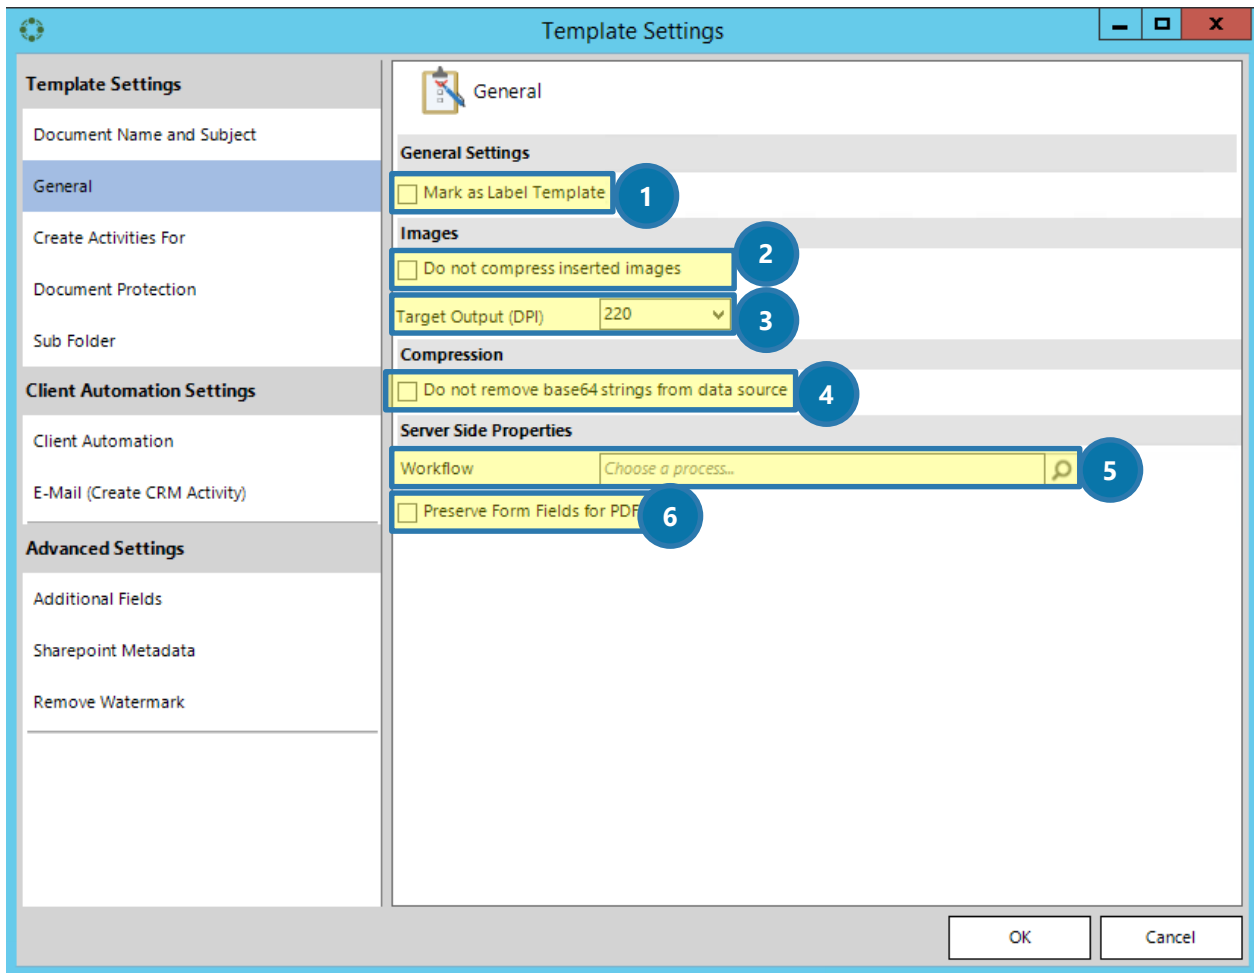 Template Settings
X
Template Settings
Document Name and Subject
General
Create Activities For
Document Protection
Sub Folder
Client Automation Settings
Client Automation
E-Mail (Create CRM Activity)
Advanced Settings
Additional Fields
Sharepoint Metadata
Remove Watermark
General
General Settings
Mark as Label Template 1
Images
Do not compress inserted images 2
Target Output (DPI) 220 3
Compression
Do not remove base64 strings from data source 4
Server Side Properties
Workflow Choose a process... 5
Preserve Form Fields for PDF 6
OK Cancel